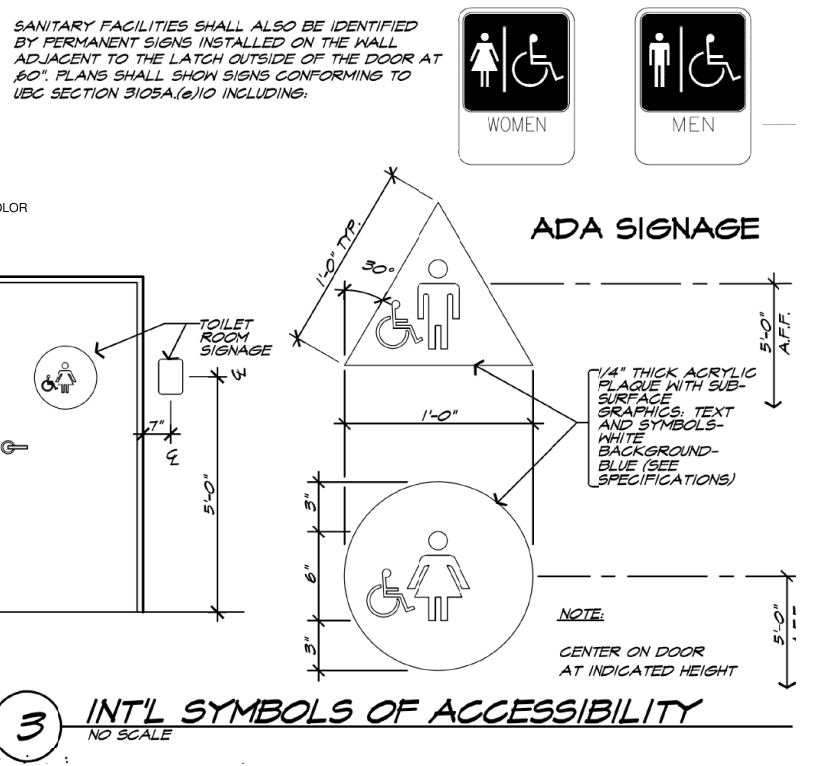 SANITARY FACILITIES SHALL ALSO BE IDENTIFIED
BY PERMANENT SIGNS INSTALLED ON THE WALL
ADJACENT TO THE LATCH OUTSIDE OF THE DOOR AT
60". PLANS SHALL SHOW SIGNS CONFORMING TO
UBC SECTION 3105A.(e)10 INCLUDING:
WOMEN
MEN
OLOR
ADA SIGNAGE
1'-0" TYP.
30°
5'-0"
A.F.F.
TOILET
ROOM
SIGNAGE
1/4" THICK ACRYLIC
PLAQUE WITH SUB-
SURFACE
GRAPHICS: TEXT
AND SYMBOLS-
WHITE
BACKGROUND-
BLUE (SEE
SPECIFICATIONS)
1'-0"
7"
5'-0"
3"
6"
3"
NOTE:
CENTER ON DOOR
AT INDICATED HEIGHT
5'-0"
3
INT'L SYMBOLS OF ACCESSIBILITY
NO SCALE